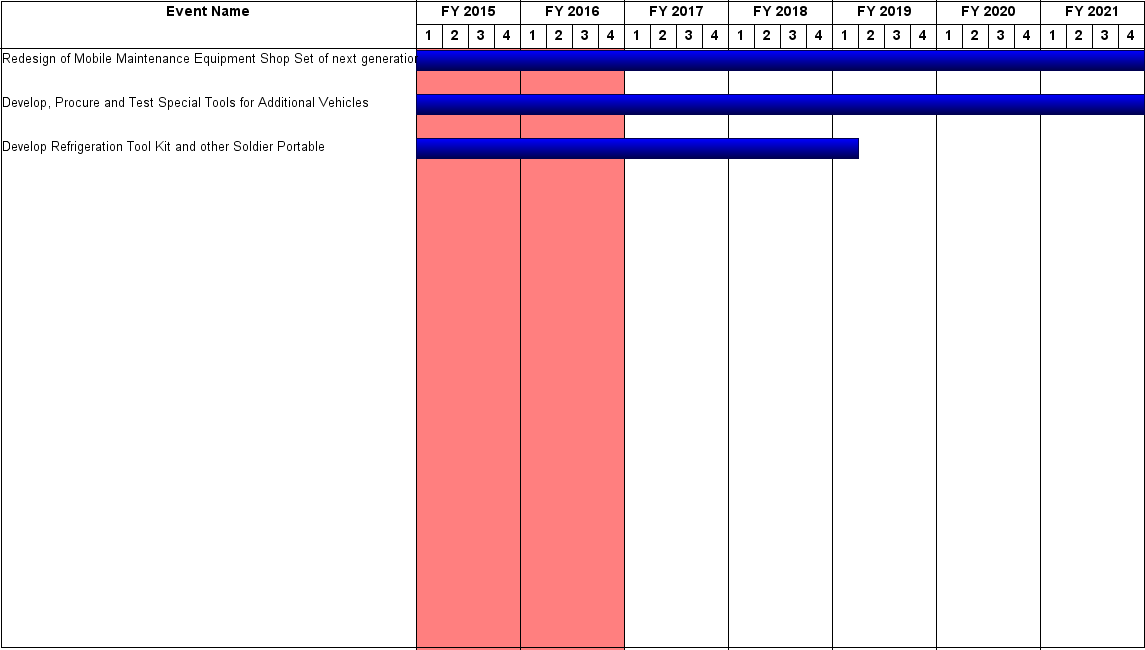 Event Name FY 2015 FY 2016 FY 2017 FY 2018 FY 2019 FY 2020 FY 2021
1 2 3 4 1 2 3 4 1 2 3 4 1 2 3 4 1 2 3 4 1 2 3 4 1 2 3 4
Redesign of Mobile Maintenance Equipment Shop Set of next generatio
Develop, Procure and Test Special Tools for Additional Vehicles
Develop Refrigeration Tool Kit and other Soldier Portable